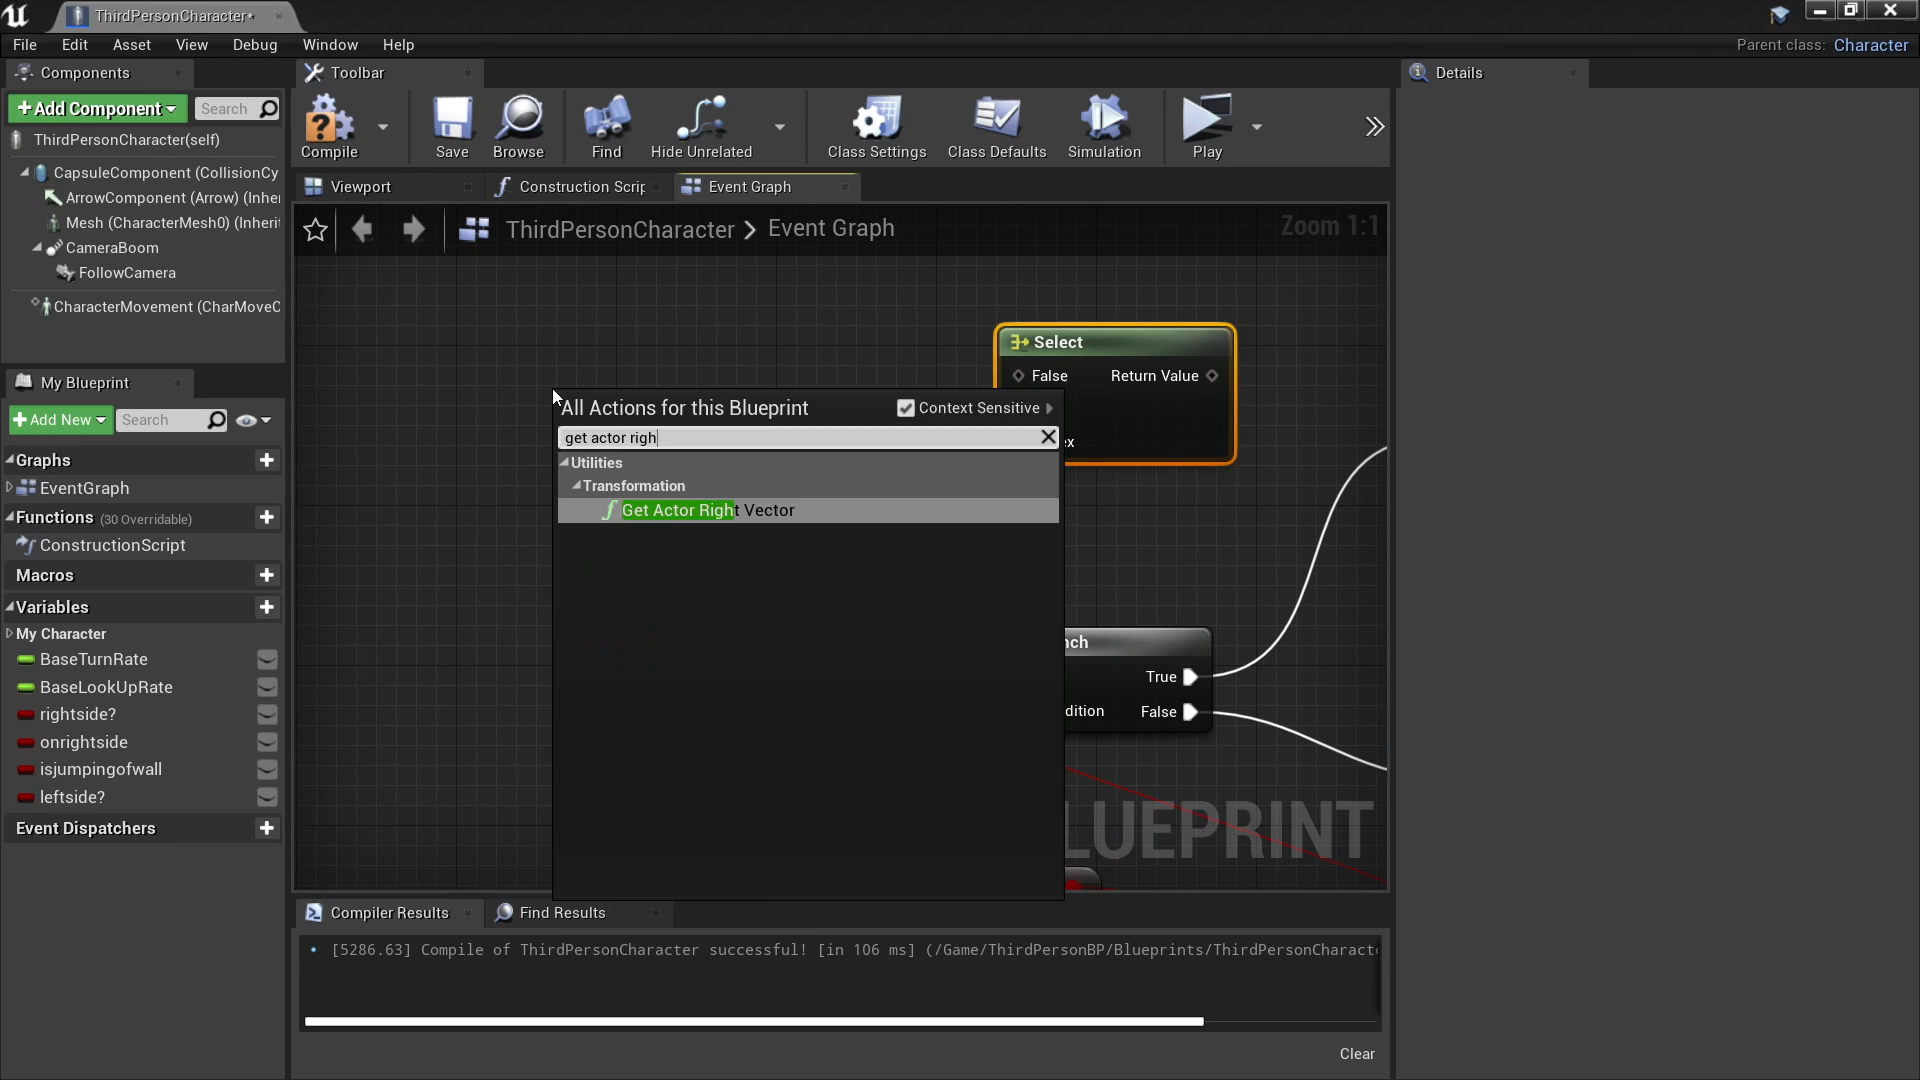 ThirdPersonCharacter*
File Edit Asset View Debug Window Help
Parent class: Character
Components
+Add Component
Search
ThirdPersonCharacter(self)
CapsuleComponent (CollisionCy
ArrowComponent (Arrow) (Inhe
Mesh (CharacterMesh0) (Inherit
CameraBoom
FollowCamera
CharacterMovement (CharMoveC
My Blueprint
+Add New
Search
Graphs
EventGraph
Functions (30 Overridable)
ConstructionScript
Macros
Variables
My Character
BaseTurnRate
BaseLookUpRate
rightside?
onrightside
isjumpingofwall
leftside?
Event Dispatchers
Toolbar
Compile
Save
Browse
Find
Hide Unrelated
Class Settings
Class Defaults
Simulation
Play
Viewport
Construction Scrip
Event Graph
ThirdPersonCharacter > Event Graph
Zoom 1:1
Select
False Return Value
ex
All Actions for this Blueprint
Context Sensitive
get actor righ
Utilities
Transformation
Get Actor Right Vector
nch
True
dition False
LUEPRINT
Compiler Results
Find Results
[5286.63] Compile of ThirdPersonCharacter successful! [in 106 ms] (/Game/ThirdPersonBP/Blueprints/ThirdPersonCharact
Clear
Details